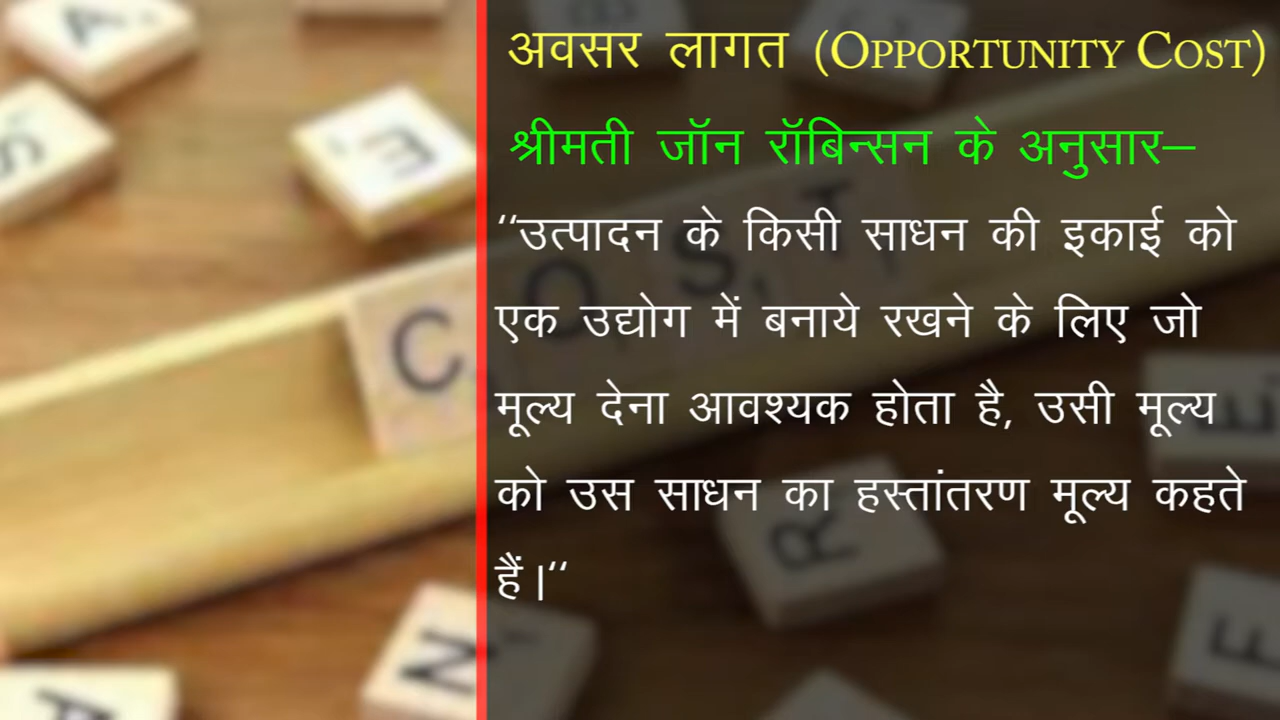 अवसर लागत (OPPORTUNITY COST)
श्रीमती जॉन रॉबिन्सन के अनुसार–
“उत्पादन के किसी साधन की इकाई को
एक उद्योग में बनाये रखने के लिए जो
मूल्य देना आवश्यक होता है, उसी मूल्य
को उस साधन का हस्तांतरण मूल्य कहते
हैं।“
A
S
E
C O S T
R
N
A
E
F